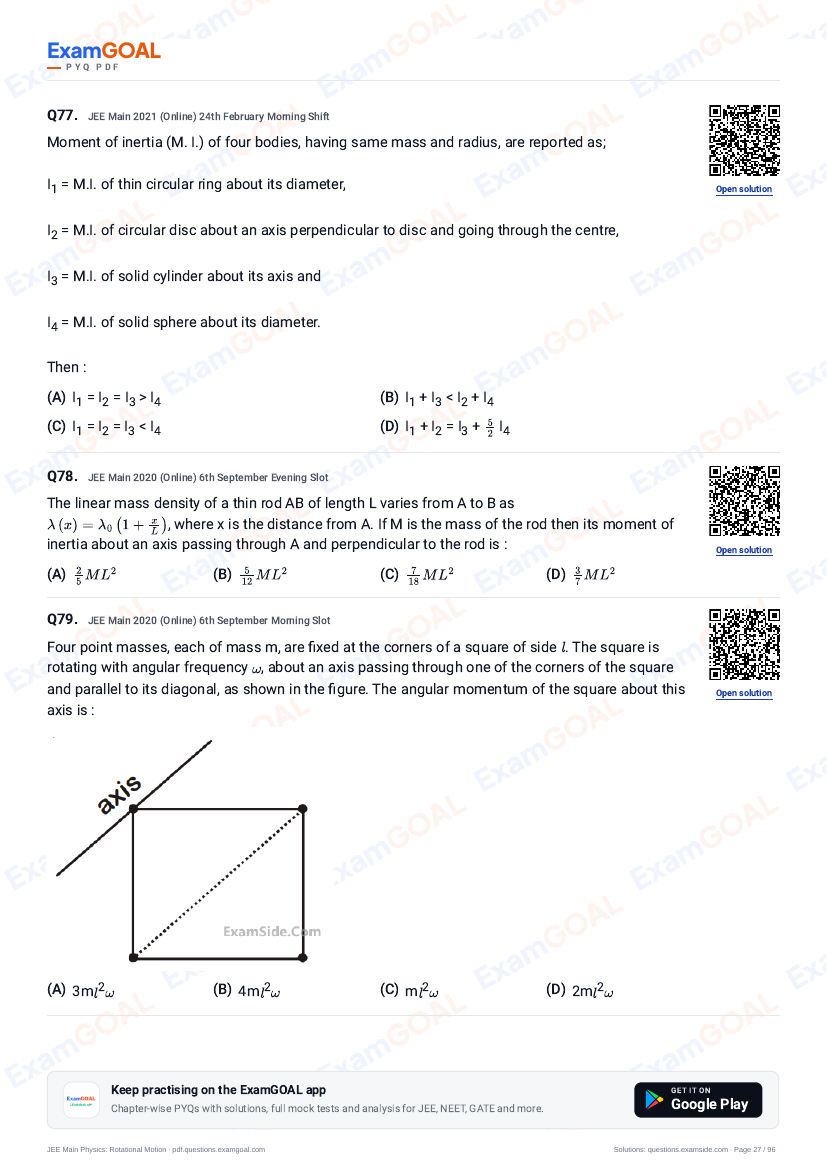 ExamGOAL
PYQ PDF
Q77. JEE Main 2021 (Online) 24th February Morning Shift
Moment of inertia (M. I.) of four bodies, having same mass and radius, are reported as;
I₁ = M.I. of thin circular ring about its diameter,
I₂ = M.I. of circular disc about an axis perpendicular to disc and going through the centre,
I₃ = M.I. of solid cylinder about its axis and
I₄ = M.I. of solid sphere about its diameter.
Then :
(A) I₁ = I₂ = I₃ > I₄ (B) I₁ + I₃ < I₂ + I₄
(C) I₁ = I₂ = I₃ < I₄ (D) I₁ + I₂ = I₃ + 5/2 I₄
Open solution
Q78. JEE Main 2020 (Online) 6th September Evening Slot
The linear mass density of a thin rod AB of length L varies from A to B as
λ (x) = λ₀ (1 + x/L), where x is the distance from A. If M is the mass of the rod then its moment of
inertia about an axis passing through A and perpendicular to the rod is :
(A) 2/5 ML² (B) 5/12 ML² (C) 7/18 ML² (D) 3/7 ML²
Open solution
Q79. JEE Main 2020 (Online) 6th September Morning Slot
Four point masses, each of mass m, are fixed at the corners of a square of side l. The square is
rotating with angular frequency ω, about an axis passing through one of the corners of the square
and parallel to its diagonal, as shown in the figure. The angular momentum of the square about this
axis is :
Open solution
axis
ExamSide.Com
(A) 3ml²ω (B) 4ml²ω (C) ml²ω (D) 2ml²ω
Keep practising on the ExamGOAL app
Chapter-wise PYQs with solutions, full mock tests and analysis for JEE, NEET, GATE and more.
GET IT ON
Google Play
JEE Main Physics: Rotational Motion · pdf.questions.examgoal.com
Solutions: questions.examside.com · Page 27 / 96